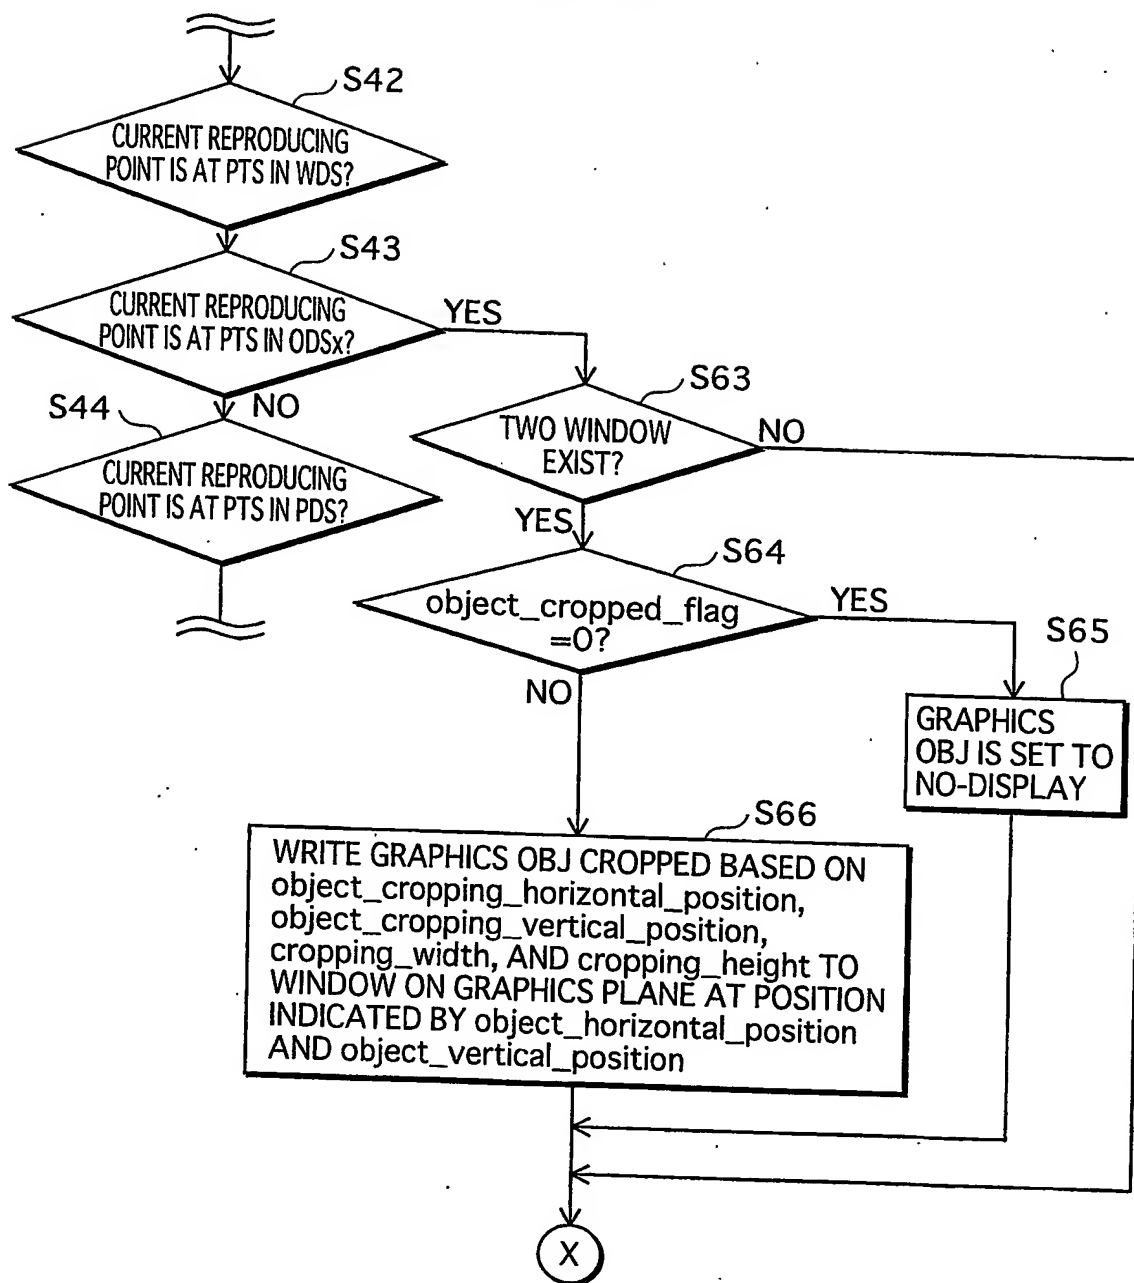 S42
CURRENT REPRODUCING
POINT IS AT PTS IN WDS?
S43
CURRENT REPRODUCING
POINT IS AT PTS IN ODSx?
YES
NO
S44
CURRENT REPRODUCING
POINT IS AT PTS IN PDS?
S63
TWO WINDOW
EXIST?
NO
YES
S64
object_cropped_flag
=0?
YES
NO
S65
GRAPHICS
OBJ IS SET TO
NO-DISPLAY
S66
WRITE GRAPHICS OBJ CROPPED BASED ON
object_cropping_horizontal_position,
object_cropping_vertical_position,
cropping_width, AND cropping_height TO
WINDOW ON GRAPHICS PLANE AT POSITION
INDICATED BY object_horizontal_position
AND object_vertical_position
X